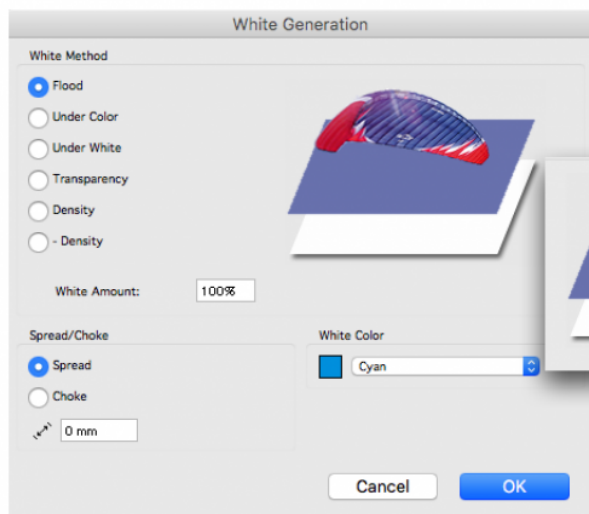 White Generation
White Method
Flood
Under Color
Under White
Transparency
Density
- Density
White Amount: 100%
Spread/Choke
Spread
Choke
0 mm
White Color
Cyan
Cancel OK